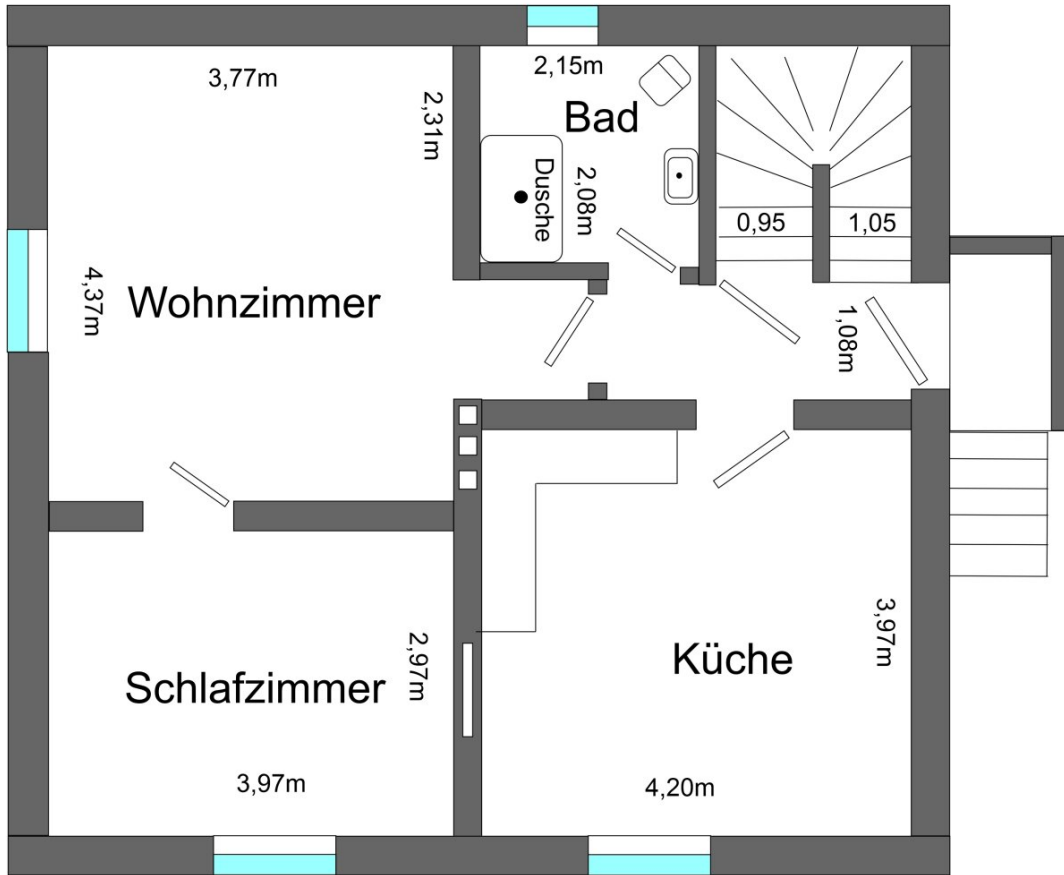 3,77m
2,31m
2,15m
Bad
Dusche
2,08m
0,95
1,05
4,37m
Wohnzimmer
1,08m
Schlafzimmer
2,97m
3,97m
Küche
3,97m
4,20m